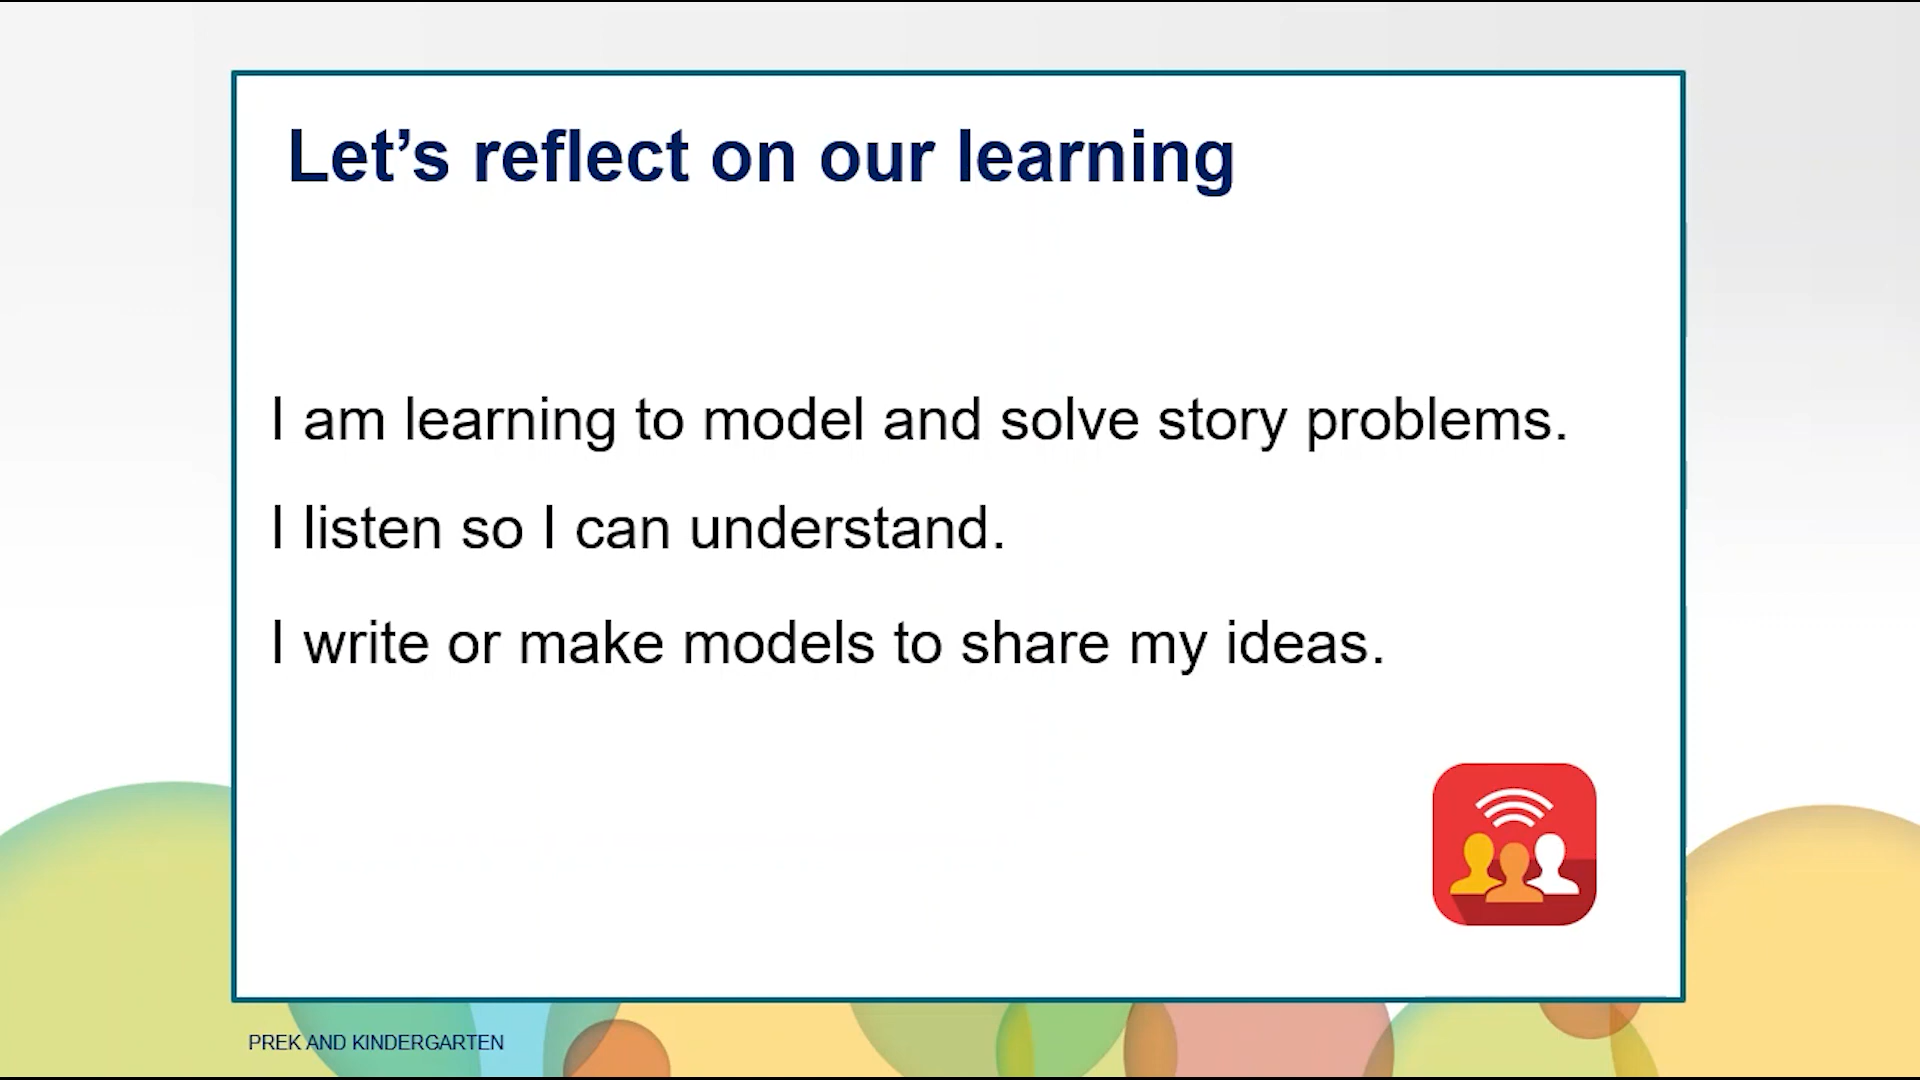 Let’s reflect on our learning
I am learning to model and solve story problems.
I listen so I can understand.
I write or make models to share my ideas.
PREK AND KINDERGARTEN